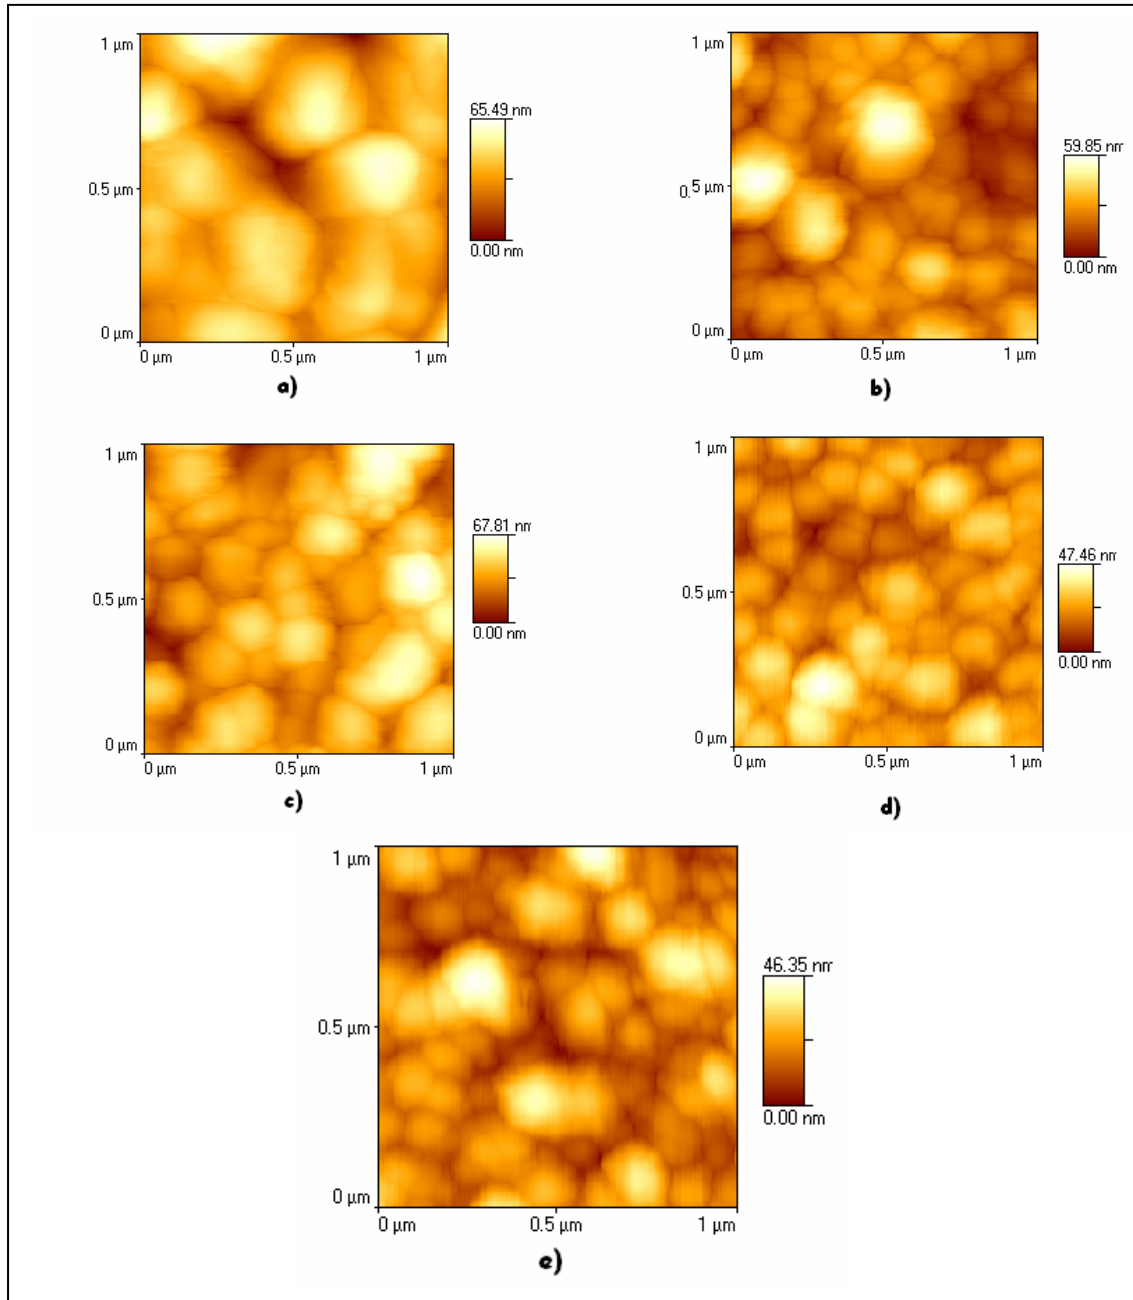 1 µm
65.49 nm
0.5 µm
0.00 nm
0 µm
0 µm 0.5 µm 1 µm
a)
1 µm
59.85 nm
0.5 µm
0.00 nm
0 µm
0 µm 0.5 µm 1 µm
b)
1 µm
67.81 nm
0.5 µm
0.00 nm
0 µm
0 µm 0.5 µm 1 µm
c)
1 µm
47.46 nm
0.5 µm
0.00 nm
0 µm
0 µm 0.5 µm 1 µm
d)
1 µm
46.35 nm
0.5 µm
0.00 nm
0 µm
0 µm 0.5 µm 1 µm
e)